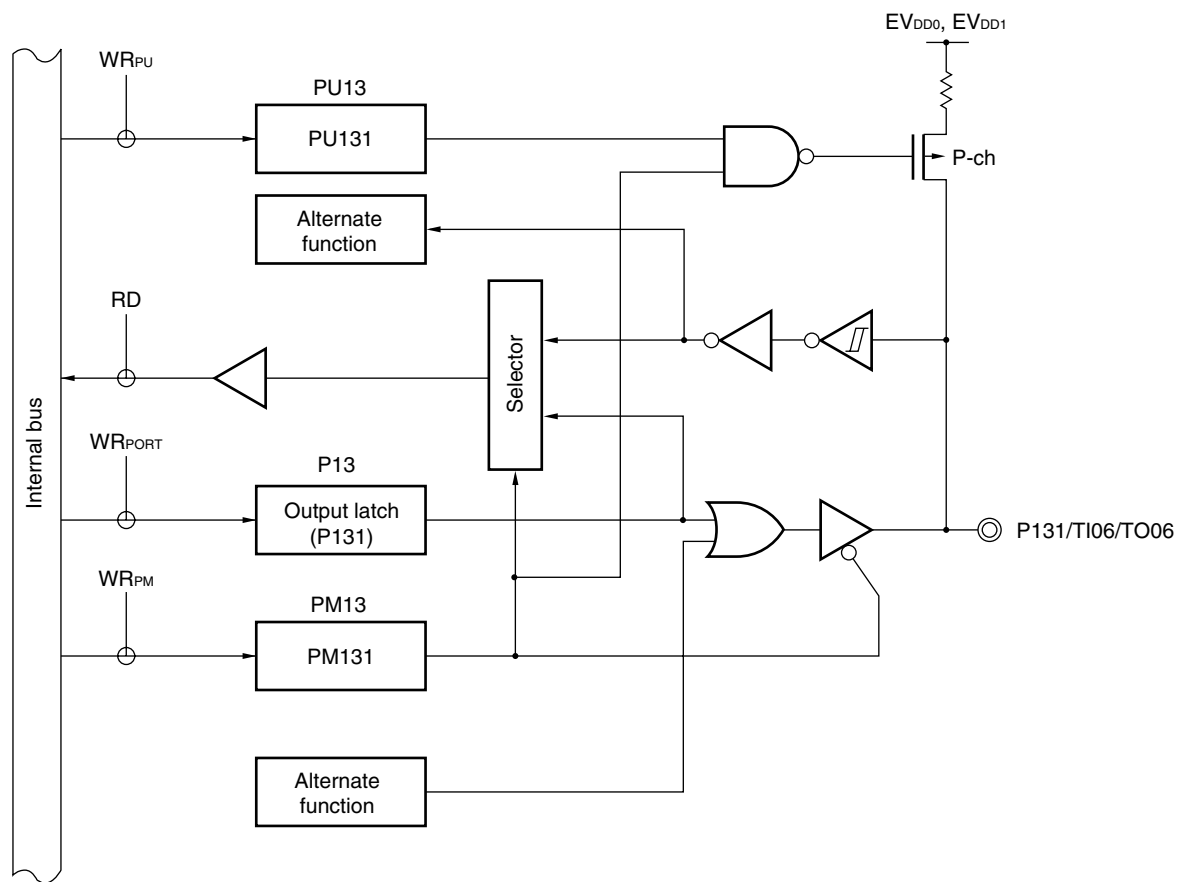 EVDD0, EVDD1
WRPU
PU13
PU131
P-ch
Alternate
function
RD
Selector
Internal bus
WRPORT
P13
Output latch
(P131)
P131/TI06/TO06
WRPM
PM13
PM131
Alternate
function